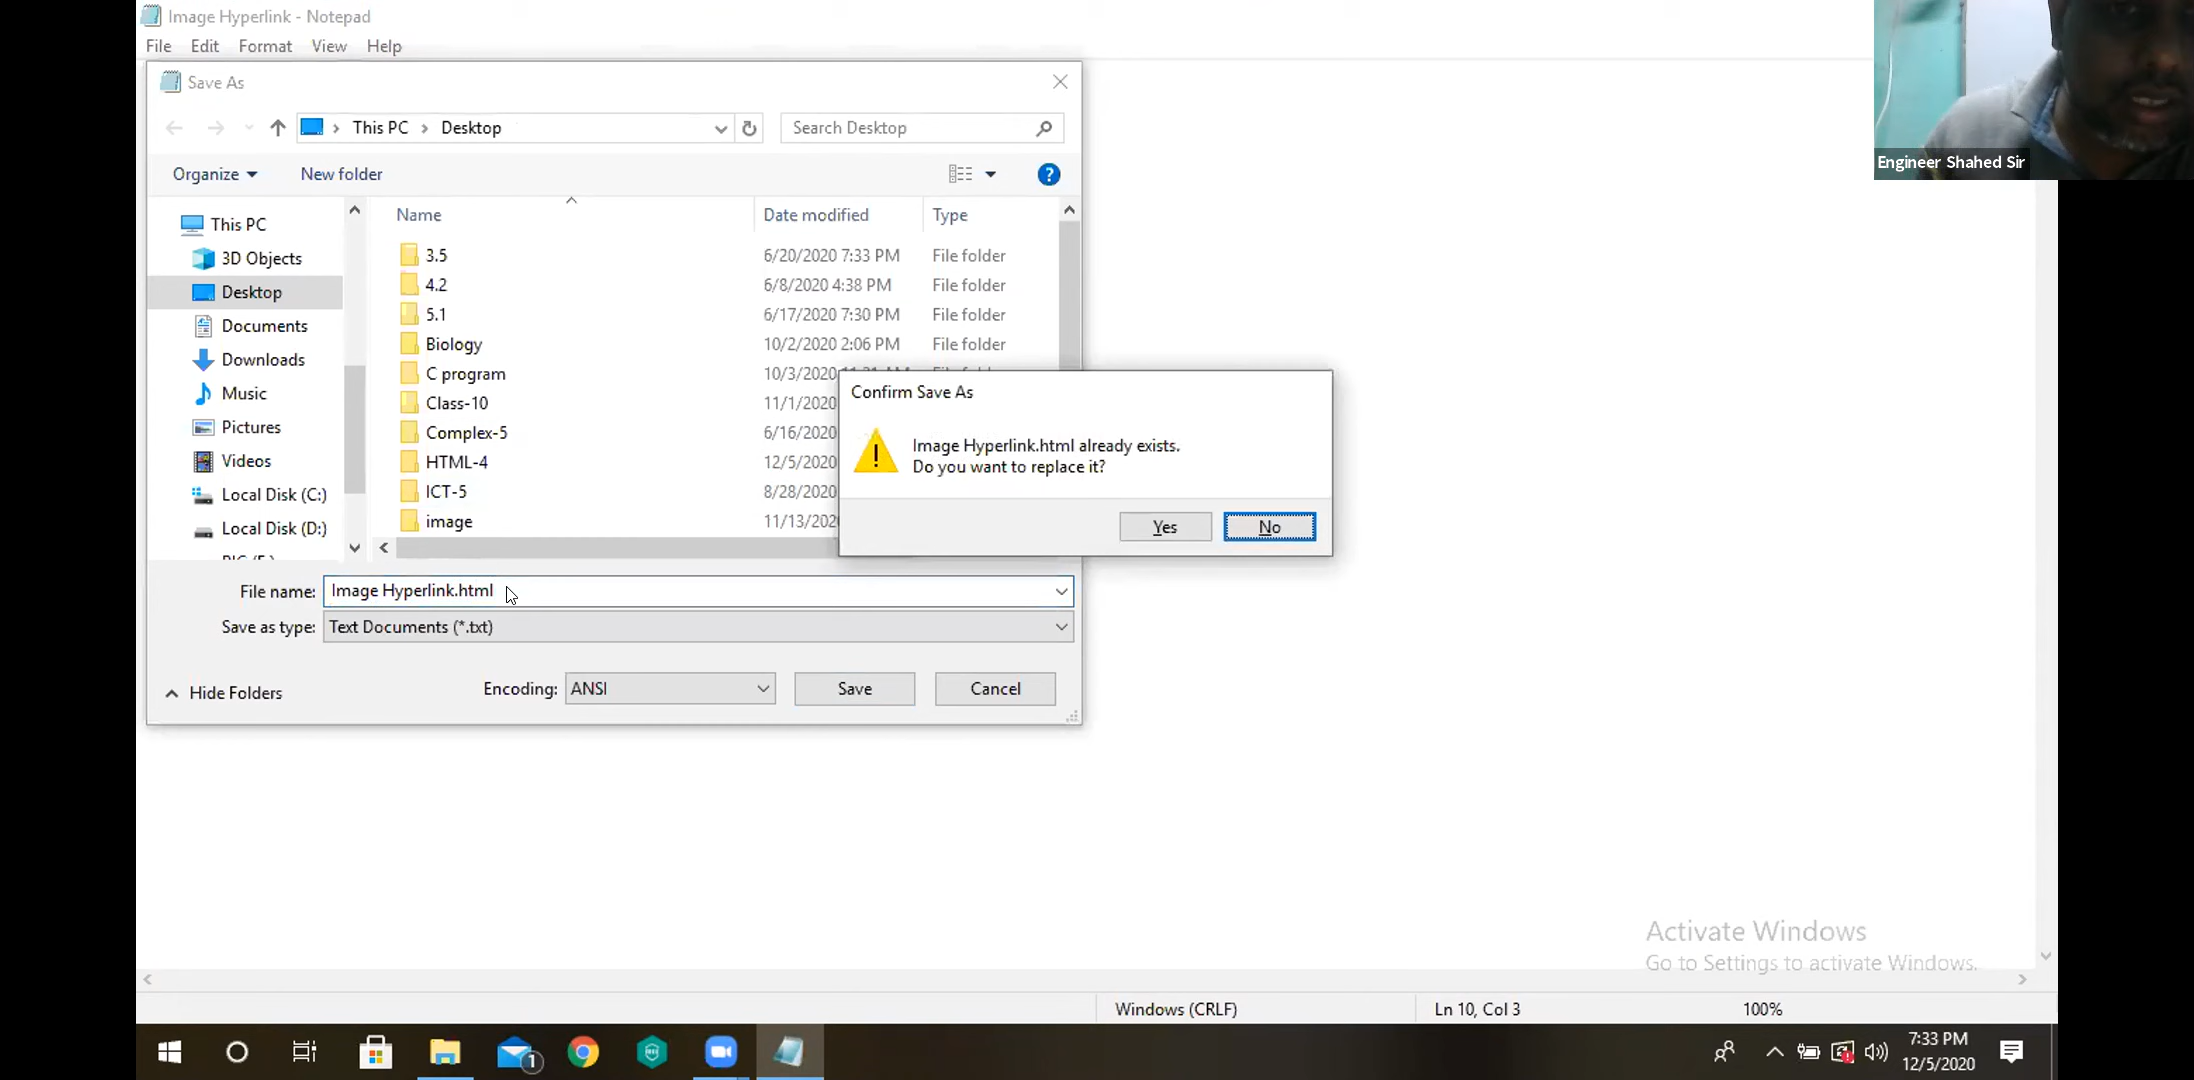 Image Hyperlink - Notepad
File Edit Format View Help
Engineer Shahed Sir
Save As
This PC Desktop
Search Desktop
Organize New folder
This PC
3D Objects
Desktop
Documents
Downloads
Music
Pictures
Videos
Local Disk (C:)
Local Disk (D:)
Name Date modified Type
3.5 6/20/2020 7:33 PM File folder
4.2 6/8/2020 4:38 PM File folder
5.1 6/17/2020 7:30 PM File folder
Biology 10/2/2020 2:06 PM File folder
C program 10/3/2020
Class-10 11/1/2020
Complex-5 6/16/2020
HTML-4 12/5/2020
ICT-5 8/28/2020
image 11/13/202
Confirm Save As
Image Hyperlink.html already exists.
Do you want to replace it?
Yes No
File name: Image Hyperlink.html
Save as type: Text Documents (*.txt)
Hide Folders
Encoding: ANSI
Save Cancel
Activate Windows
Go to Settings to activate Windows.
Windows (CRLF) Ln 10, Col 3 100%
1
7:33 PM
12/5/2020